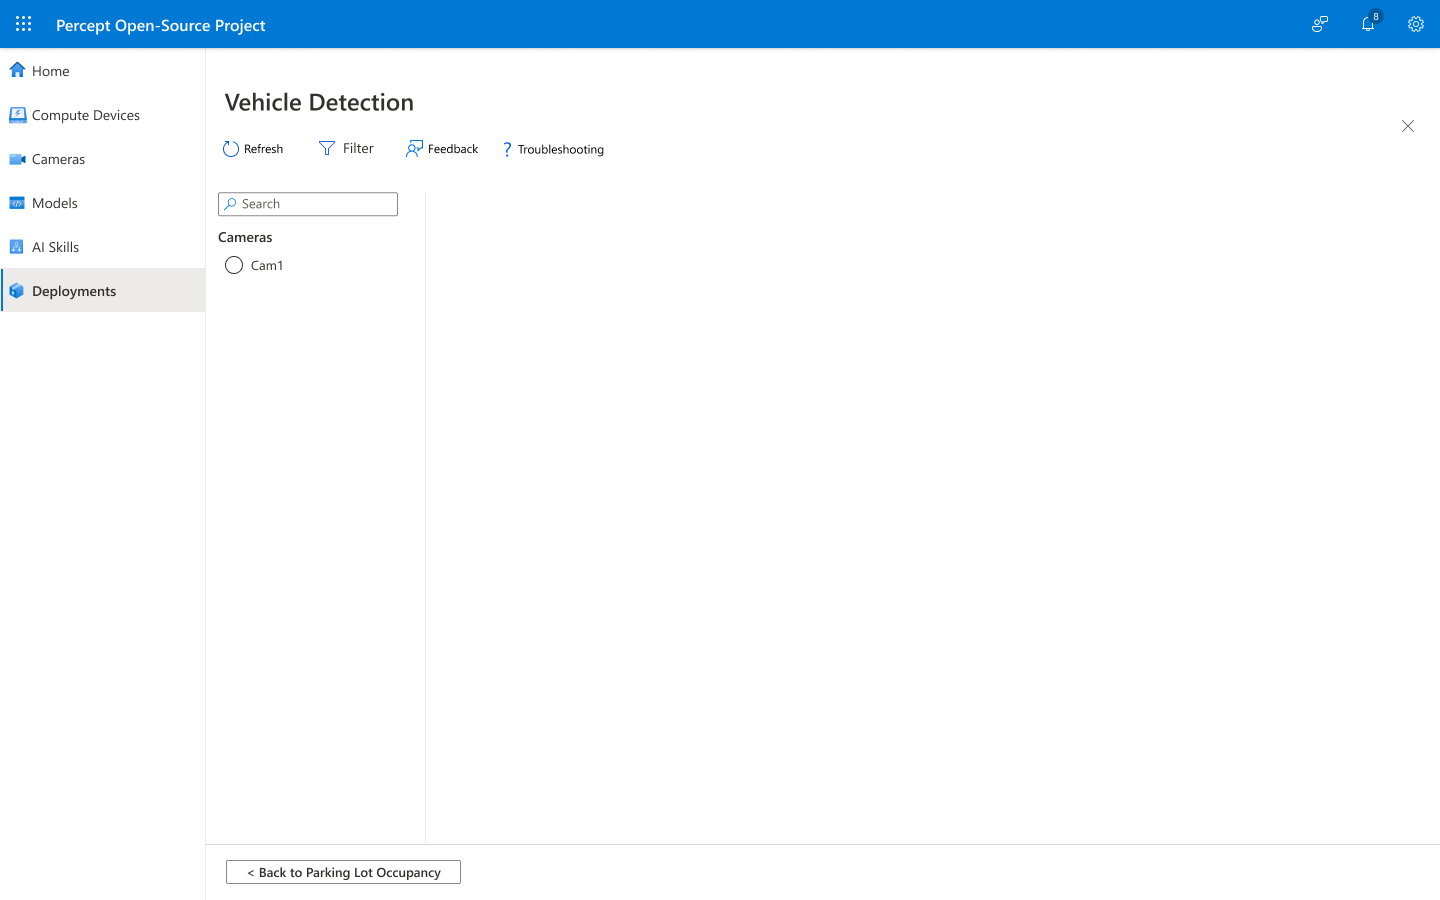 Percept Open-Source Project
8
Home
Compute Devices
Cameras
Models
AI Skills
Deployments
Vehicle Detection
Refresh
Filter
Feedback
? Troubleshooting
Search
Cameras
Cam1
< Back to Parking Lot Occupancy